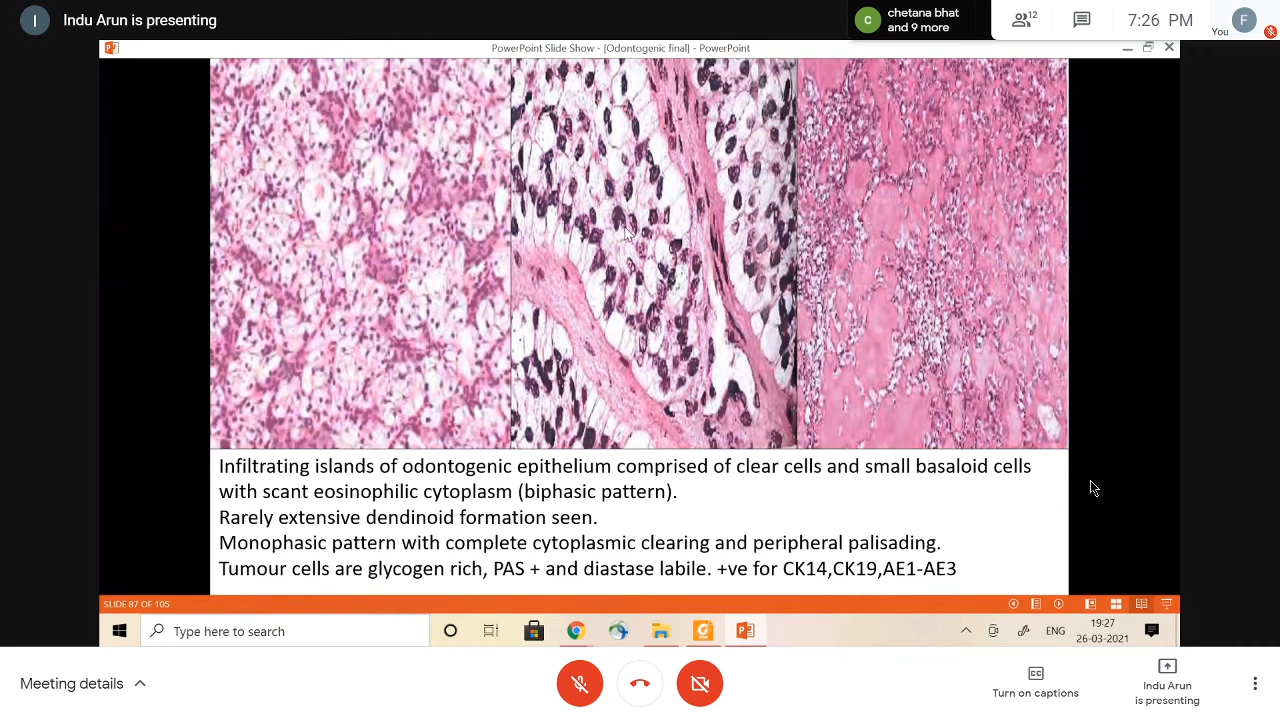 I
Indu Arun is presenting
C
chetana bhat
and 9 more
12
7:26 PM
You
F
PowerPoint Slide Show - [Odontogenic final] - PowerPoint
Infiltrating islands of odontogenic epithelium comprised of clear cells and small basaloid cells
with scant eosinophilic cytoplasm (biphasic pattern).
Rarely extensive dendinoid formation seen.
Monophasic pattern with complete cytoplasmic clearing and peripheral palisading.
Tumour cells are glycogen rich, PAS + and diastase labile. +ve for CK14,CK19,AE1-AE3
SLIDE 87 OF 105
Type here to search
ENG
19:27
26-03-2021
Meeting details
Turn on captions
Indu Arun
is presenting